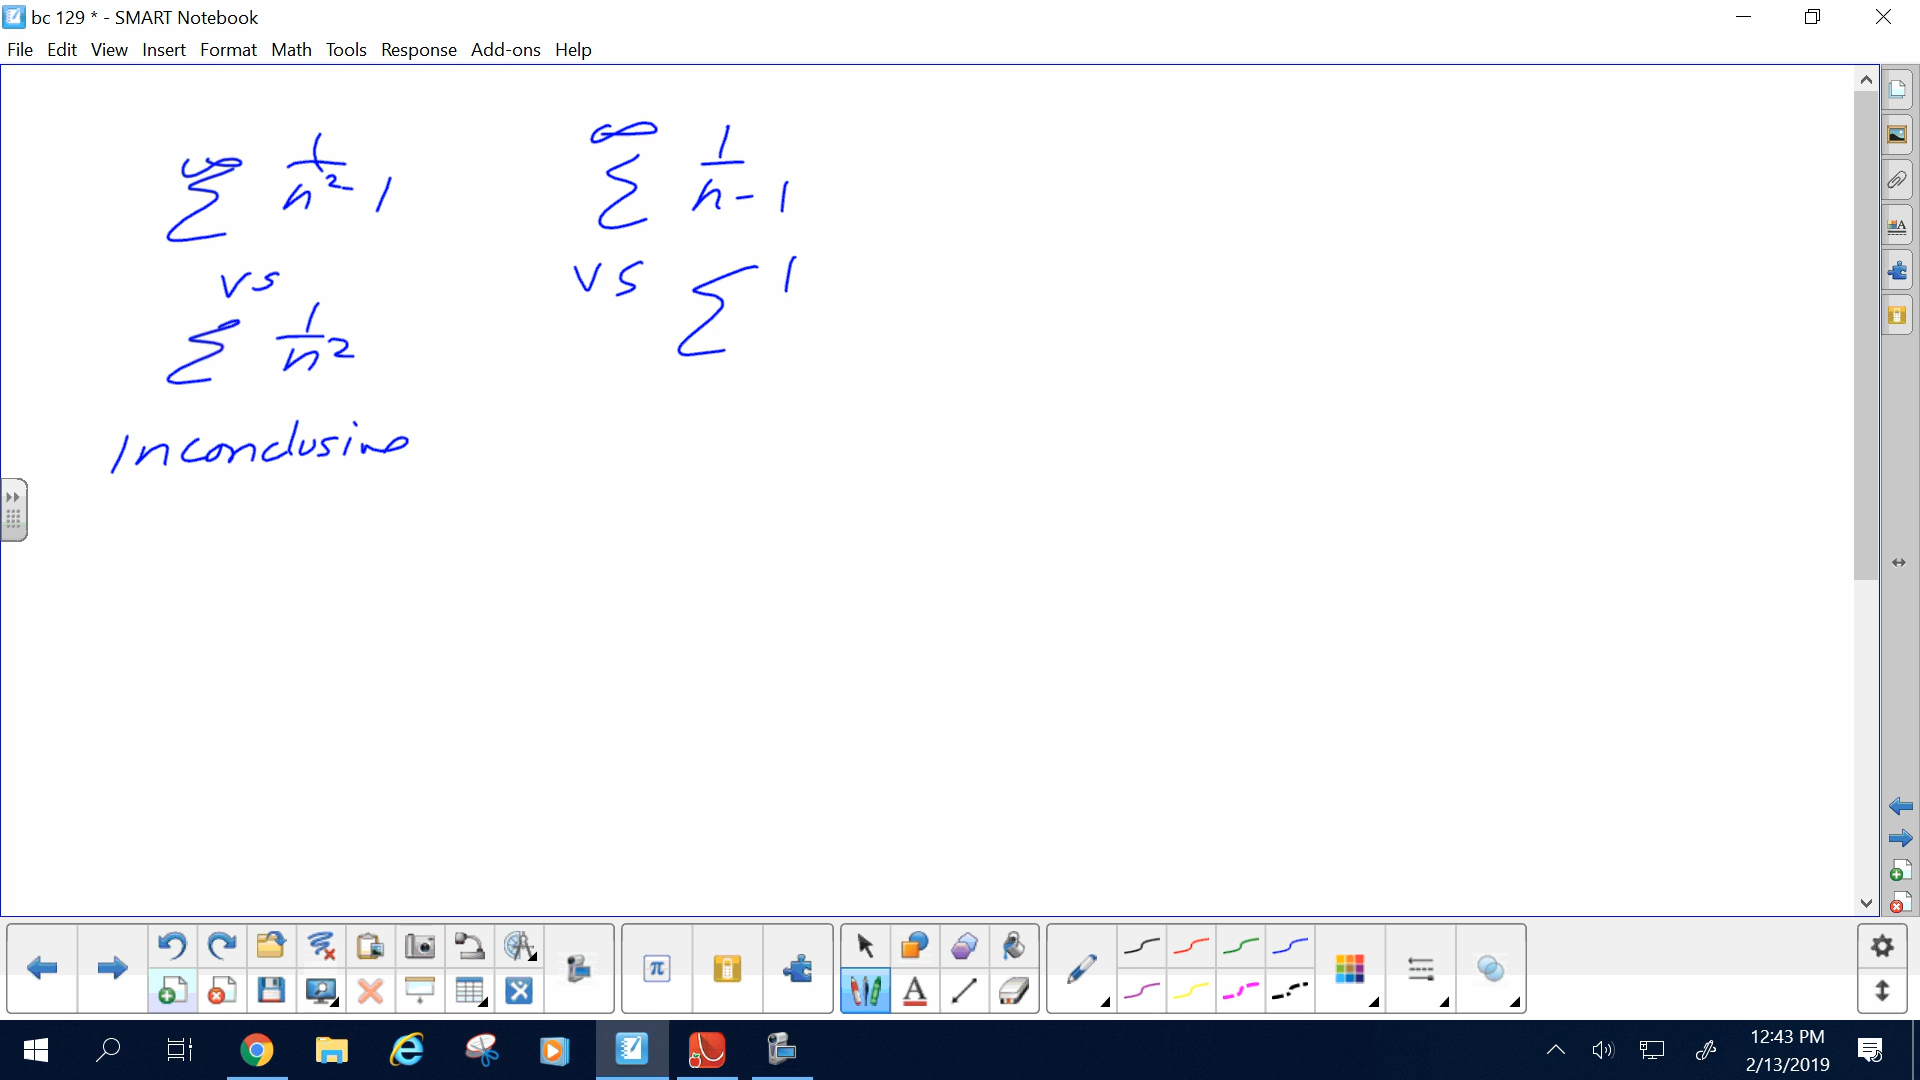 bc 129 * - SMART Notebook
File Edit View Insert Format Math Tools Response Add-ons Help
∞ Σ 1/(n² - 1)
vs
Σ 1/n²
Inconclusive
∞ Σ 1/(n - 1)
vs Σ 1
π
A
12:43 PM
2/13/2019